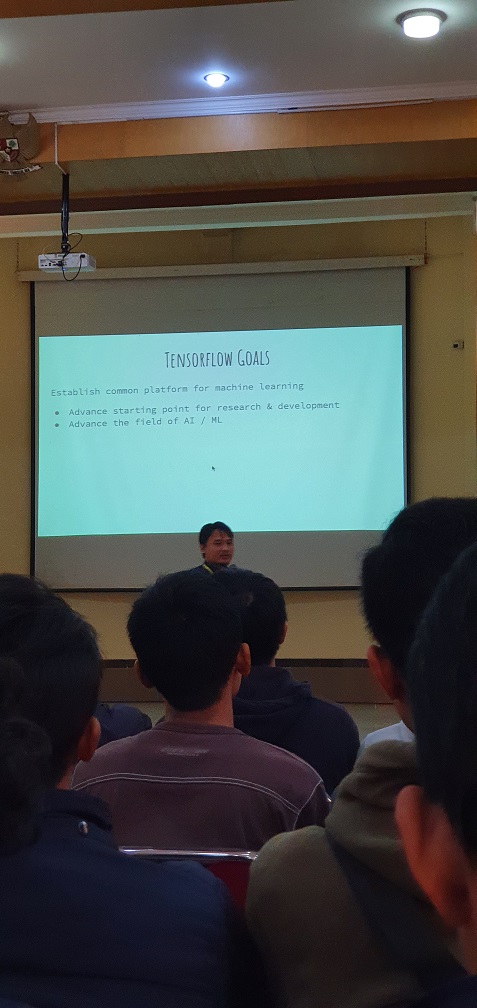 TENSORFLOW GOALS
Establish common platform for machine learning
● Advance starting point for research & development
● Advance the field of AI / ML